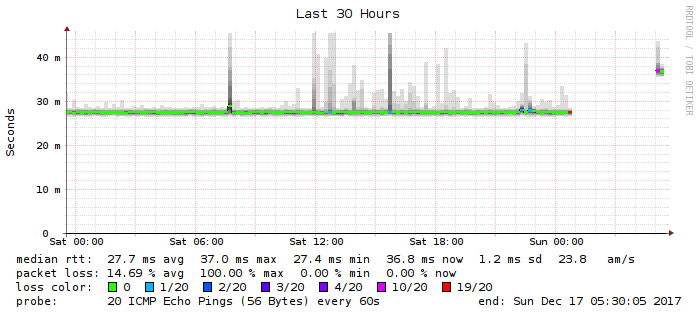 Last 30 Hours
RRDTOOL / TOBI OETIKER
Seconds
40 m
30 m
20 m
10 m
0
Sat 00:00 Sat 06:00 Sat 12:00 Sat 18:00 Sun 00:00
median rtt: 27.7 ms avg 37.0 ms max 27.4 ms min 36.8 ms now 1.2 ms sd 23.8 am/s
packet loss: 14.69 % avg 100.00 % max 0.00 % min 0.00 % now
loss color: 0 1/20 2/20 3/20 4/20 10/20 19/20
probe: 20 ICMP Echo Pings (56 Bytes) every 60s end: Sun Dec 17 05:30:05 2017